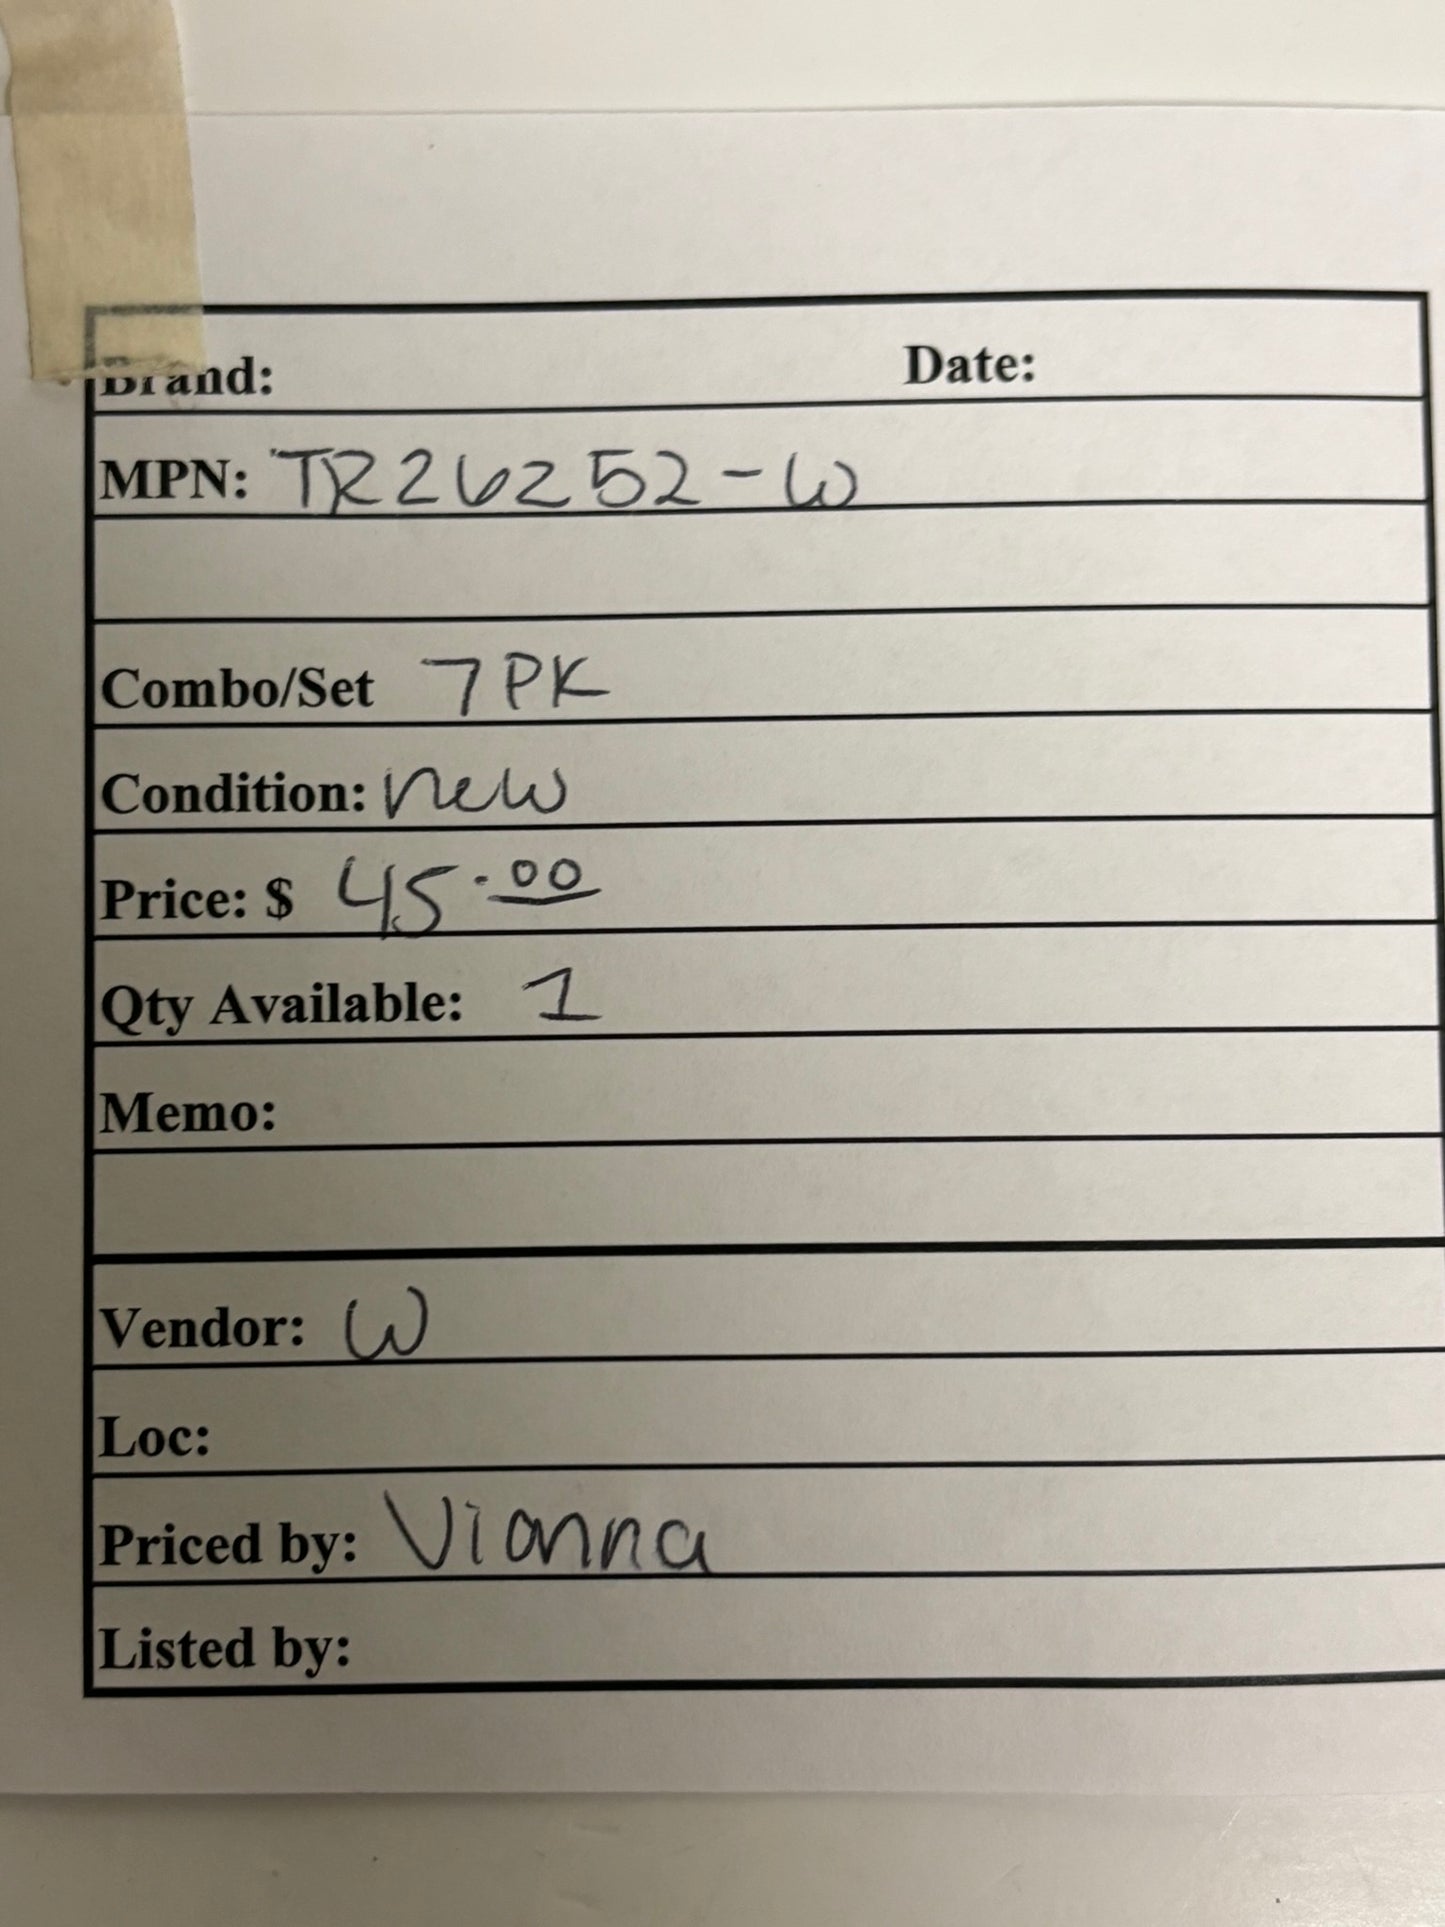 Brand: Date:
MPN: TR26252-W
Combo/Set 7PK
Condition: new
Price: $ 45.00
Qty Available: 1
Memo:
Vendor: W
Loc:
Priced by: Vianna
Listed by: